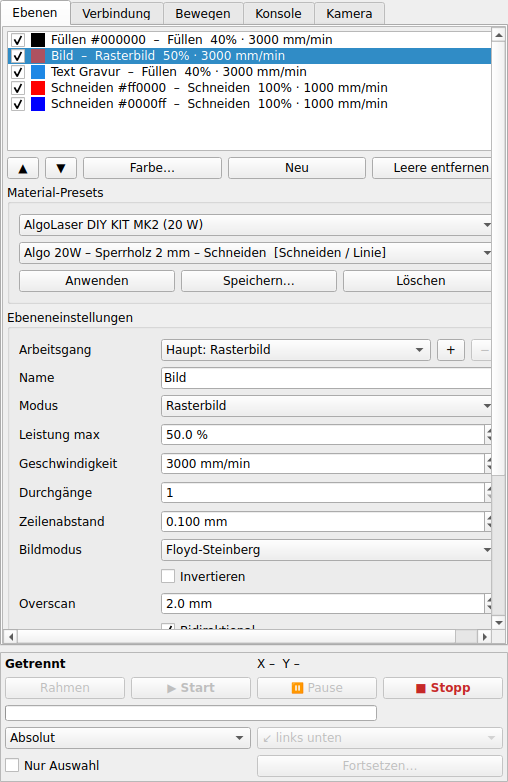 Ebenen Verbindung Bewegen Konsole Kamera
Füllen #000000 – Füllen 40% · 3000 mm/min
Bild – Rasterbild 50% · 3000 mm/min
Text Gravur – Füllen 40% · 3000 mm/min
Schneiden #ff0000 – Schneiden 100% · 1000 mm/min
Schneiden #0000ff – Schneiden 100% · 1000 mm/min
▲ ▼ Farbe... Neu Leere entfernen
Material-Presets
AlgoLaser DIY KIT MK2 (20 W)
Algo 20W – Sperrholz 2 mm – Schneiden [Schneiden / Linie]
Anwenden Speichern... Löschen
Ebeneneinstellungen
Arbeitsgang Haupt: Rasterbild + −
Name Bild
Modus Rasterbild
Leistung max 50.0 %
Geschwindigkeit 3000 mm/min
Durchgänge 1
Zeilenabstand 0.100 mm
Bildmodus Floyd-Steinberg
Invertieren
Overscan 2.0 mm
Bidirektional
Getrennt X – Y –
Rahmen ▶ Start ⏸ Pause ■ Stopp
Absolut ↙ links unten
Nur Auswahl Fortsetzen...